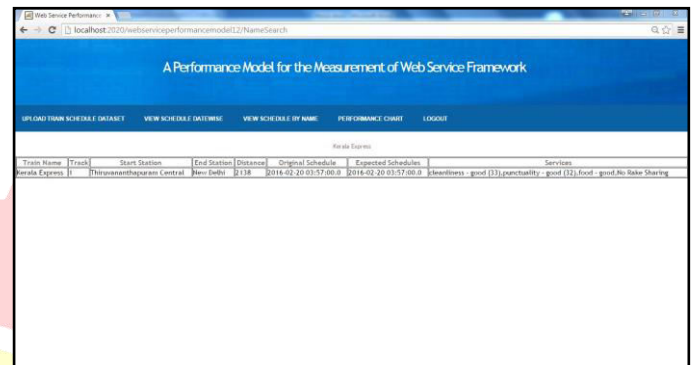 Web Service Performance
localhost:2020/webserviceperformancemodel12/NameSearch
A Performance Model for the Measurement of Web Service Framework
UPLOAD TRAIN SCHEDULE DATASET VIEW SCHEDULE DATEWISE VIEW SCHEDULE BY NAME PERFORMANCE CHART LOGOUT
Kerala Express
Train Name Track Start Station End Station Distance Original Schedule Expected Schedules Services
Kerala Express 1 Thiruvananthapuram Central New Delhi 2138 2016-02-20 03:57:00.0 2016-02-20 03:57:00.0 cleanliness - good (33),punctuality - good (32),food - good,No Rake Sharing